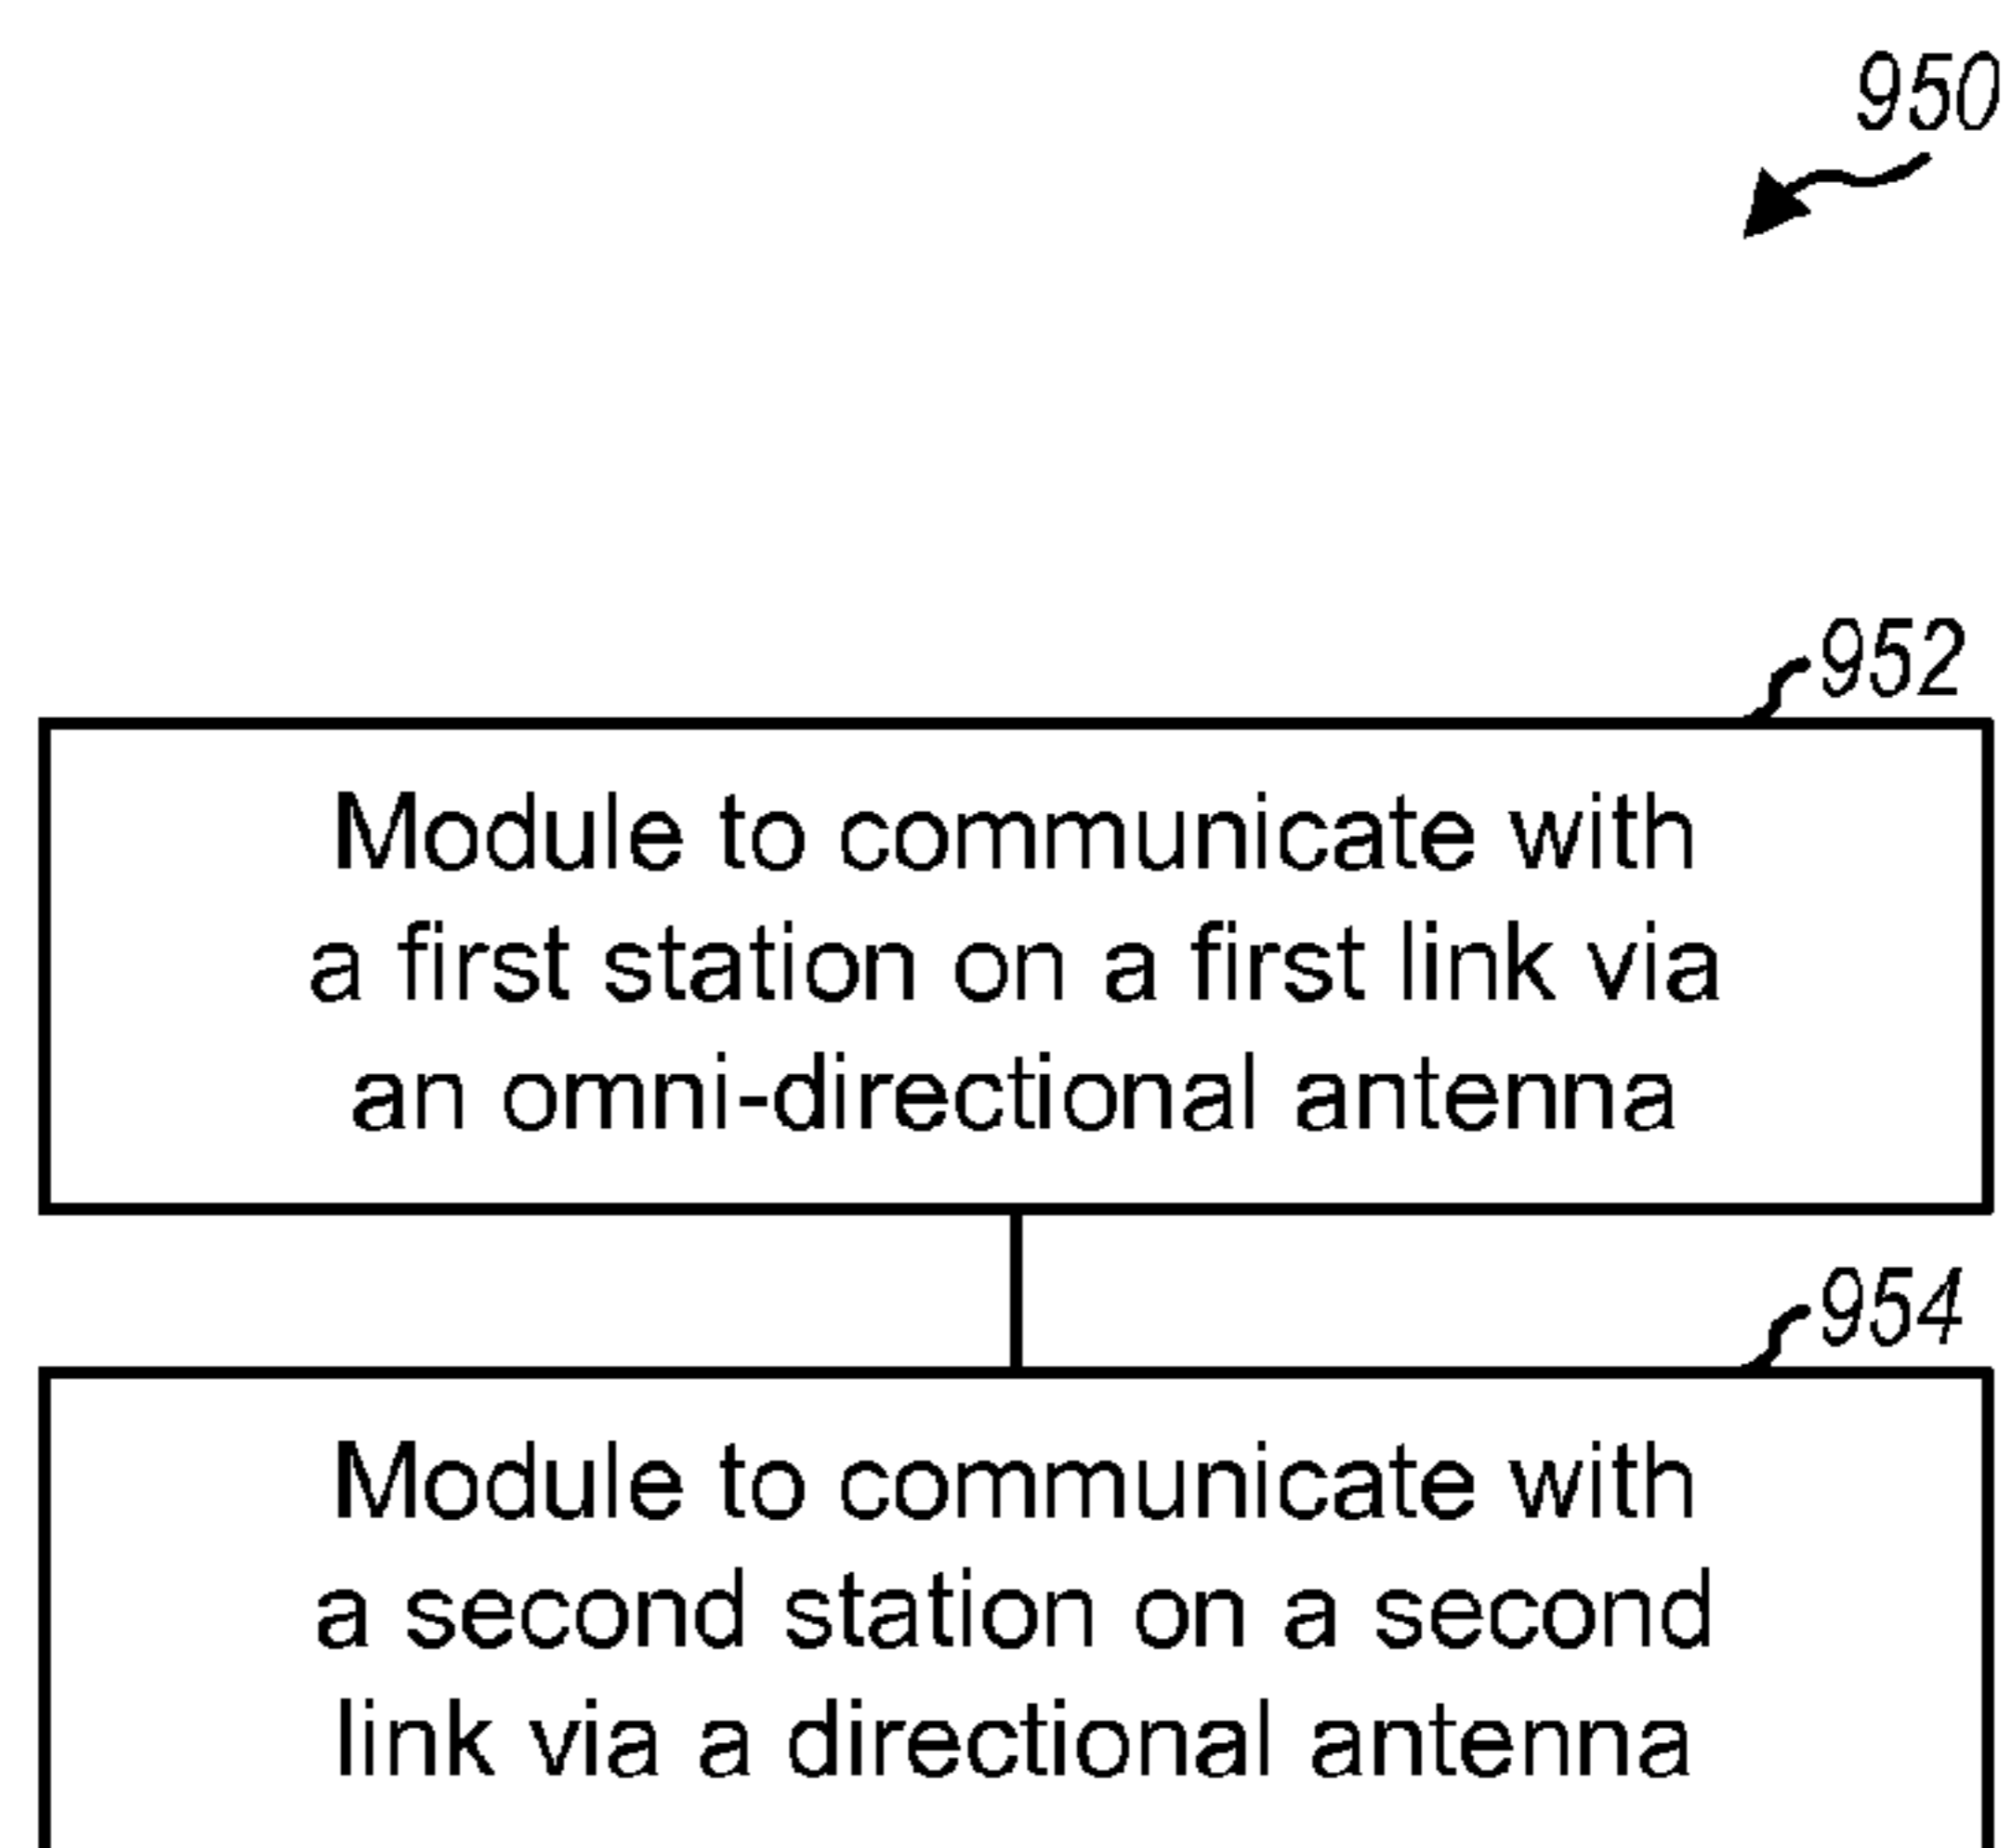 950
952
Module to communicate with
a first station on a first link via
an omni-directional antenna
954
Module to communicate with
a second station on a second
link via a directional antenna